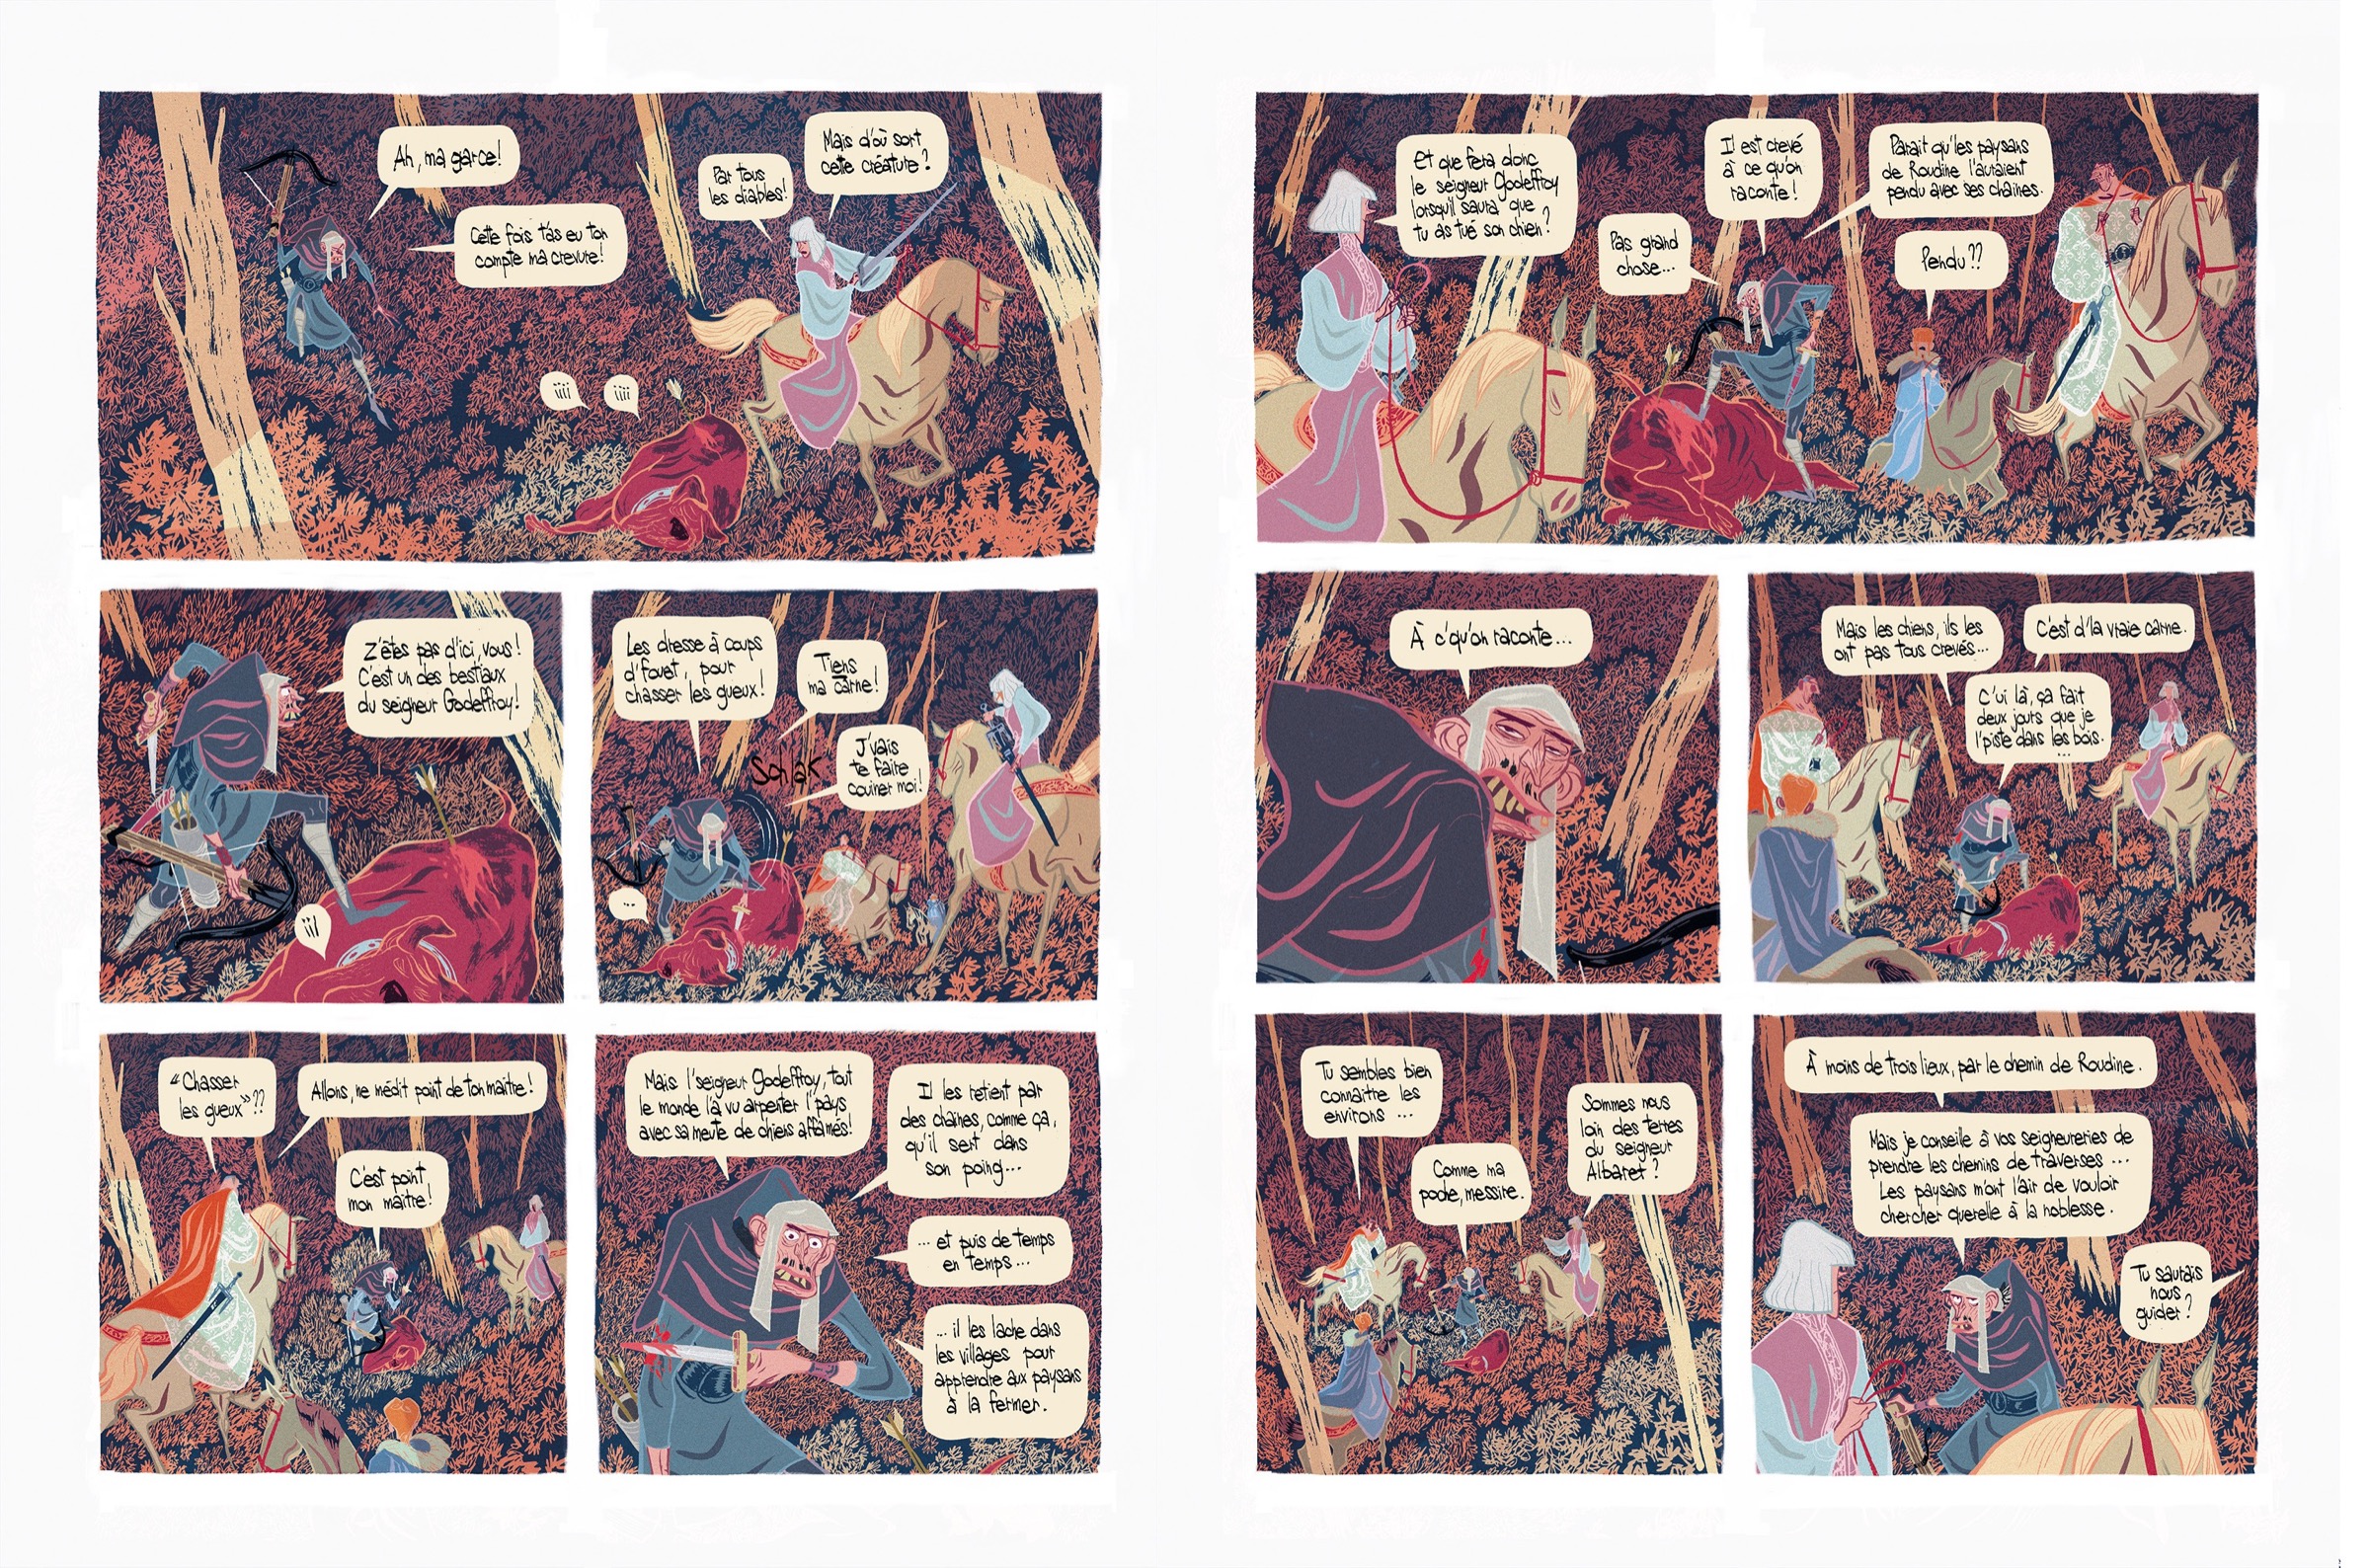 Ah, ma garce!
Cette fois t'as eu ton
compte ma crevure!
Par tous
les diables!
Mais d'où sort
cette créature?
iiii
iiii
Z'êtes pas d'ici, vous!
C'est un des bestiaux
du seigneur Godeffroy!
iii
Les dresse à coups
d'fouet, pour
chasser les gueux!
Tiens
ma carne!
Schlak
J'vais
te faire
couiner moi!
...
"Chasser
les gueux"??
Allons, ne médit point de ton maître!
C'est point
mon maître!
Mais l'seigneur Godeffroy, tout
le monde l'a vu arpenter l'pays
avec sa meute de chiens affamés!
Il les retient par
des chaînes, comme ça,
qu'il sert dans
son poing...
... et puis de temps
en temps...
... il les lache dans
les villages pour
apprendre aux paysans
à la fermer.
Et que fera donc
le seigneur Godeffroy
lorsqu'il saura que
tu as tué son chien?
Pas grand
chose...
Il est crevé
à ce qu'on
raconte!
Parait qu'les paysans
de Roudine l'auraient
pendu avec ses chaines.
Pendu??
À c'qu'on raconte...
Mais les chiens, ils les
ont pas tous crevés...
C'est d'la vraie carne.
C'ui là, ça fait
deux jours que je
l'piste dans les bois.
...
Tu sembles bien
connaitre les
environs ...
Comme ma
poche, messire.
Sommes nous
loin des terres
du seigneur
Albaret?
À moins de trois lieux, par le chemin de Roudine.
Mais je conseille à vos seigneureries de
prendre les chemins de traverses ...
Les paysans m'ont l'air de vouloir
chercher querelle à la noblesse.
Tu saurais
nous
guider?